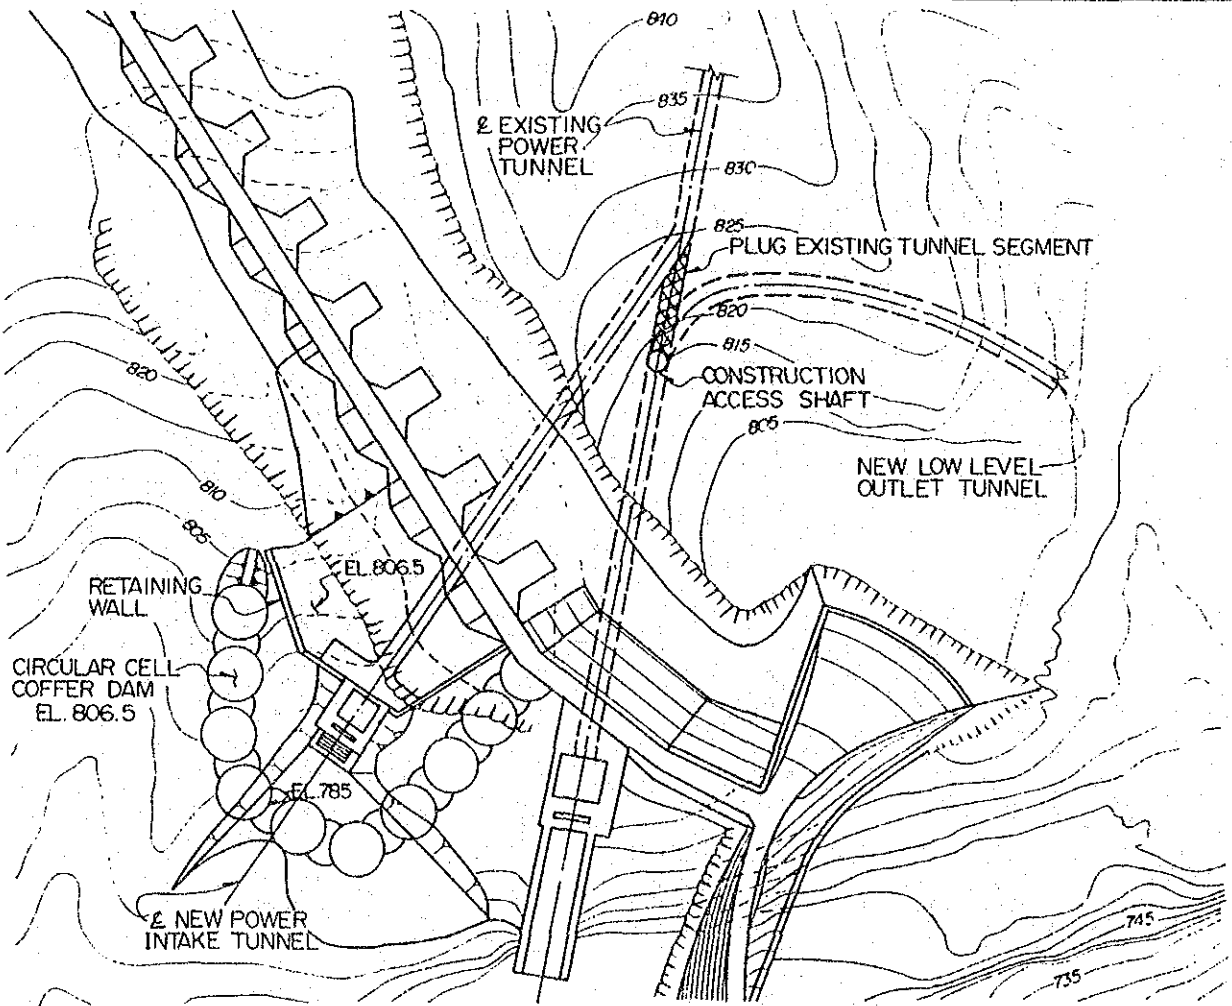 810
835
℄ EXISTING
POWER
TUNNEL
830
825
PLUG EXISTING TUNNEL SEGMENT
820
815
CONSTRUCTION
ACCESS SHAFT
820
805
NEW LOW LEVEL
OUTLET TUNNEL
810
805
EL.806.5
RETAINING
WALL
CIRCULAR CELL
COFFER DAM
EL. 806.5
EL.785
℄ NEW POWER
INTAKE TUNNEL
745
735